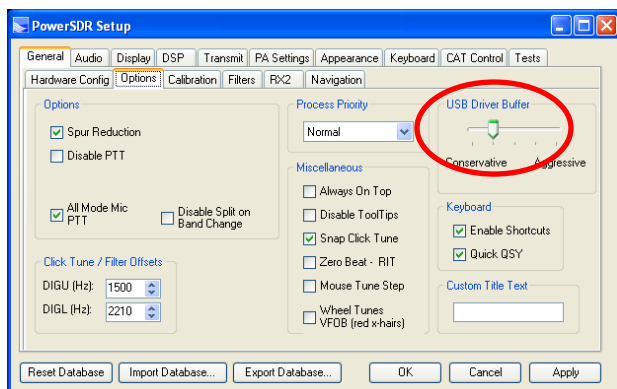 PowerSDR Setup
General Audio Display DSP Transmit PA Settings Appearance Keyboard CAT Control Tests
Hardware Config Options Calibration Filters RX2 Navigation
Options
Spur Reduction
Disable PTT
All Mode Mic
PTT
Disable Split on
Band Change
Click Tune / Filter Offsets
DIGU (Hz): 1500
DIGL (Hz): 2210
Process Priority
Normal
Miscellaneous
Always On Top
Disable ToolTips
Snap Click Tune
Zero Beat - RIT
Mouse Tune Step
Wheel Tunes
VFOB (red x-hairs)
USB Driver Buffer
Conservative Aggressive
Keyboard
Enable Shortcuts
Quick QSY
Custom Title Text
Reset Database Import Database... Export Database... OK Cancel Apply